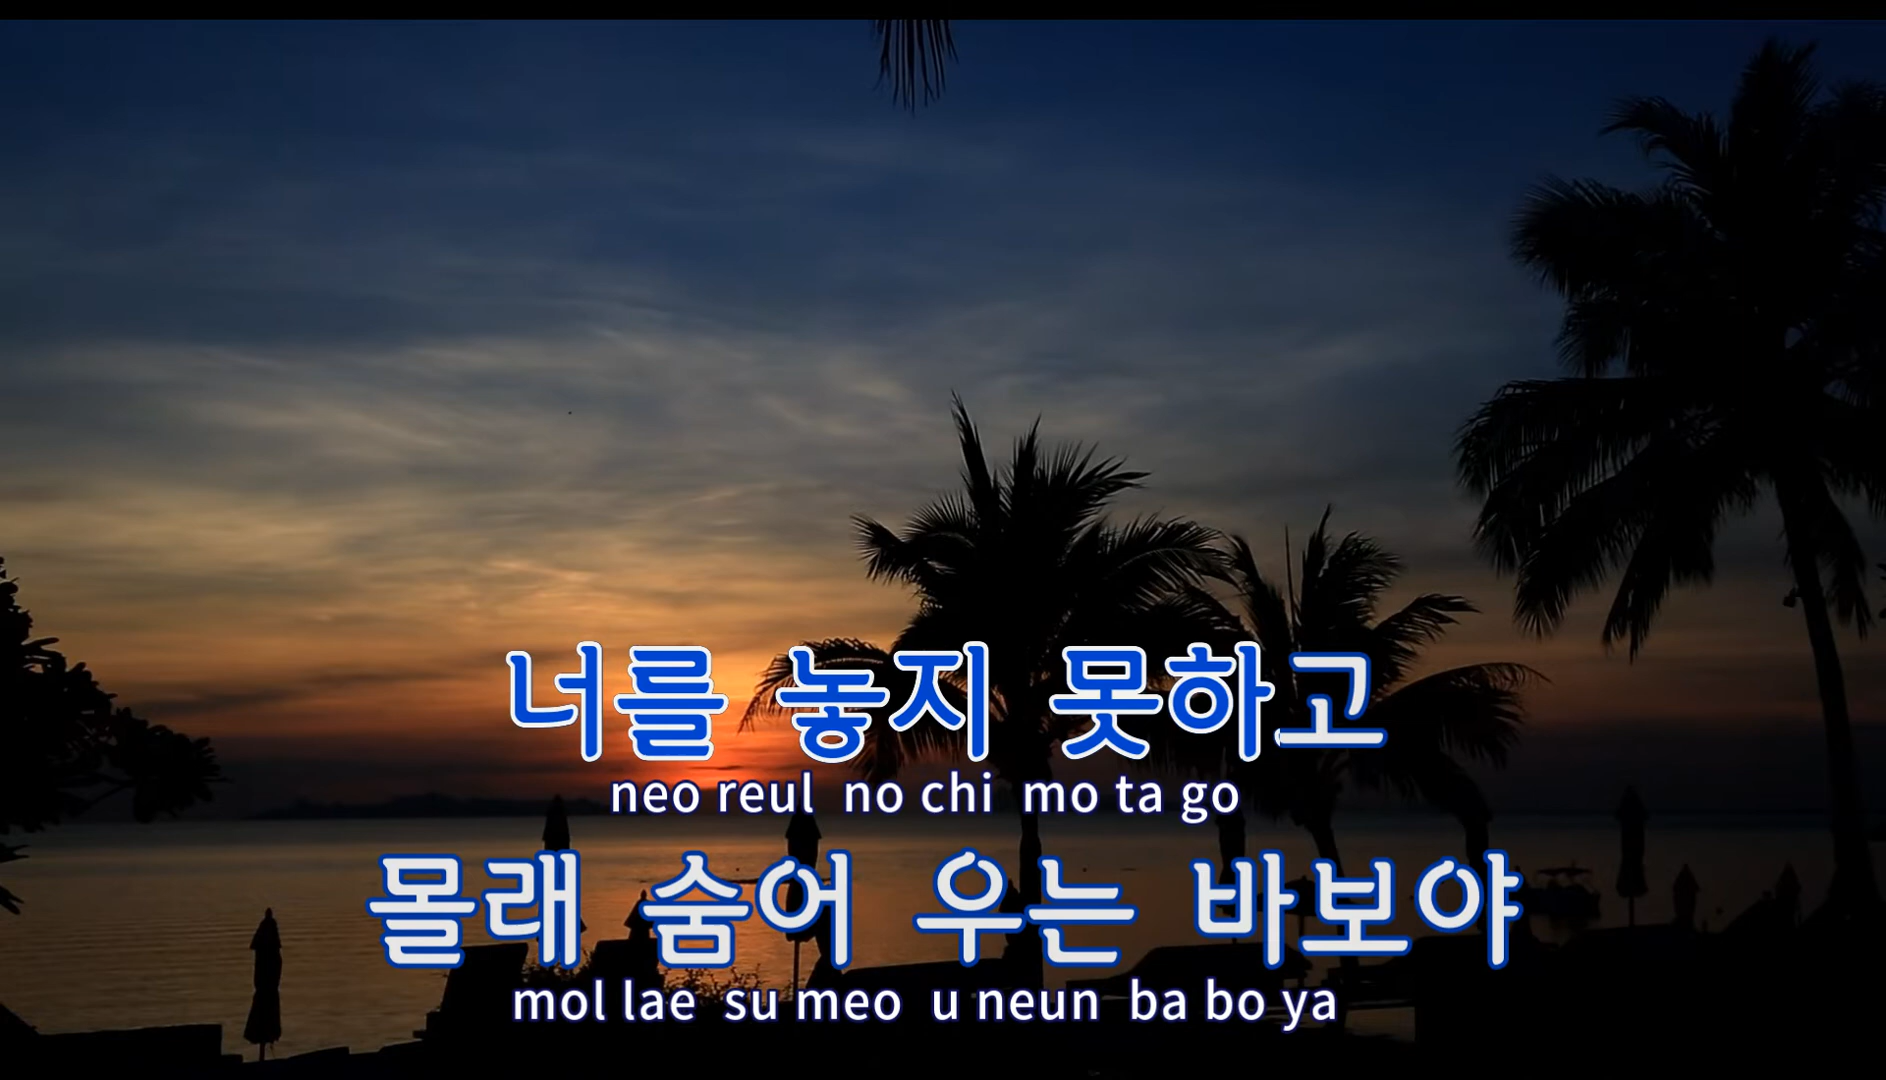 너를 놓지 못하고
neo reul no chi mo ta go
몰래 숨어 우는 바보야
mol lae su meo u neun ba bo ya